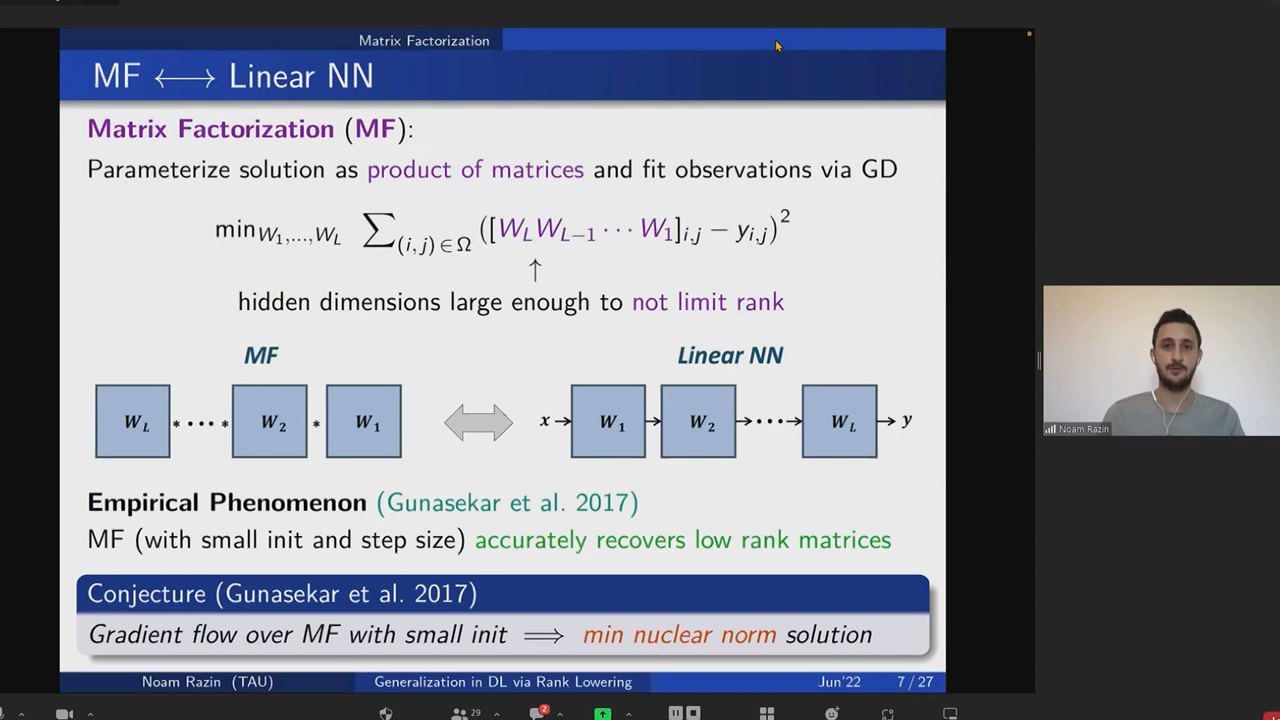 Matrix Factorization
MF ⟷ Linear NN
Matrix Factorization (MF):
Parameterize solution as product of matrices and fit observations via GD
min_{W_1,...,W_L} ∑_{(i,j)∈Ω} ([W_L W_{L−1} ⋯ W_1]_{i,j} − y_{i,j})^2
↑
hidden dimensions large enough to not limit rank
MF
Linear NN
W_L * ⋯ * W_2 * W_1
x → W_1 → W_2 → ⋯ → W_L → y
Empirical Phenomenon (Gunasekar et al. 2017)
MF (with small init and step size) accurately recovers low rank matrices
Conjecture (Gunasekar et al. 2017)
Gradient flow over MF with small init ⟹ min nuclear norm solution
Noam Razin (TAU) Generalization in DL via Rank Lowering Jun'22 7 / 27
Noam Razin
29
2